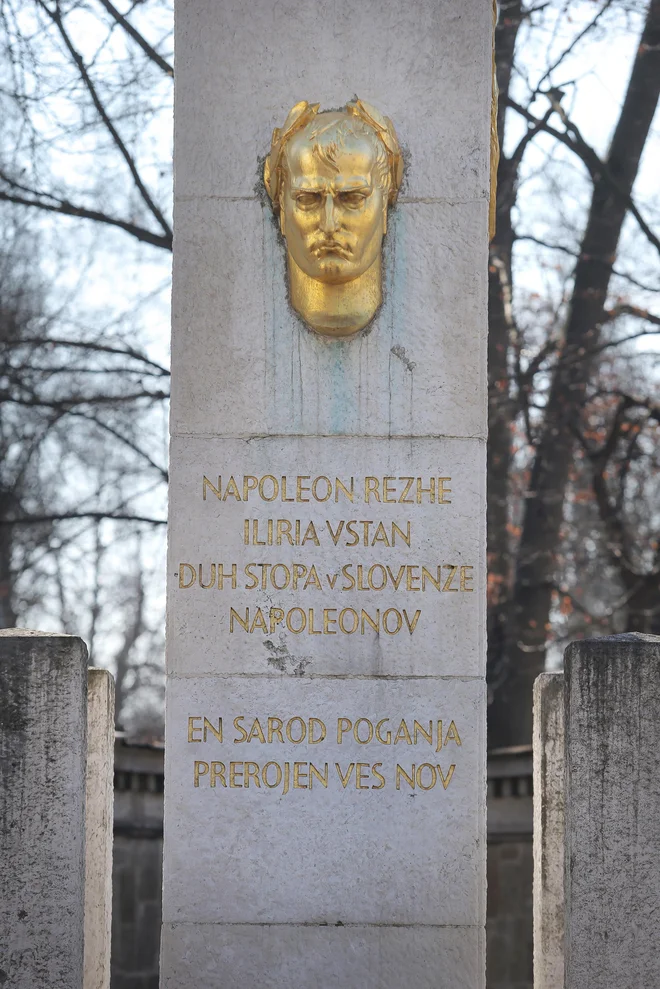 NAPOLEON REZHE
ILIRIA VSTAN
DUH STOPA v SLOVENZE
NAPOLEONOV
EN SAROD POGANJA
PREROJEN VES NOV